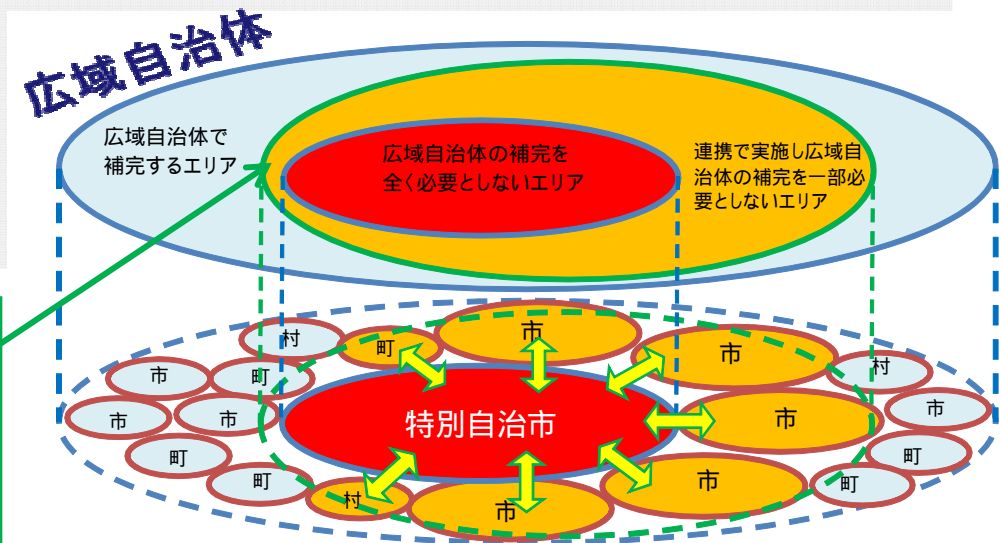 広域自治体
広域自治体で
補完するエリア
広域自治体の補完を
全く必要としないエリア
連携で実施し広域自
治体の補完を一部必
要としないエリア
村
町
市
市
村
市
町
市
市
市
特別自治市
市
市
町
町
町
町
村
市
市